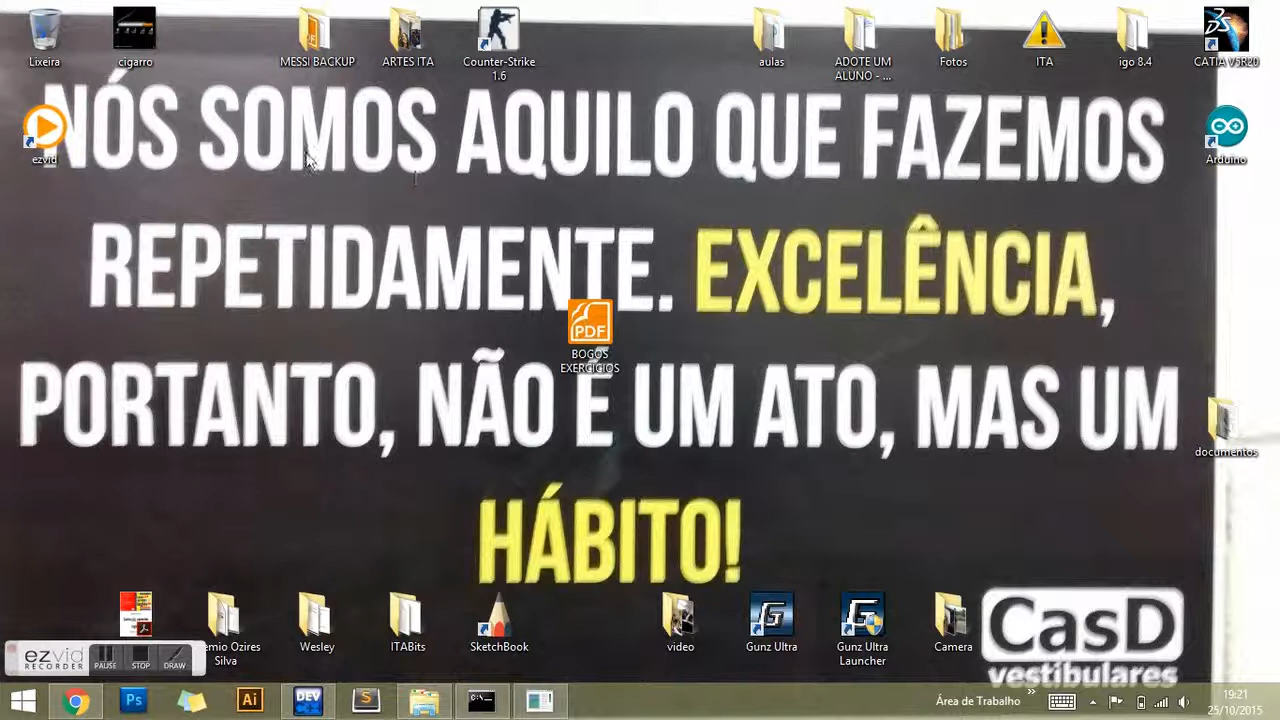 Lixeira
cigarro
MESSI BACKUP
ARTES ITA
Counter-Strike
1.6
aulas
ADOTE UM
ALUNO - ...
Fotos
ITA
igo 8.4
CATIA V5R20
ezvid
Arduino
NÓS SOMOS AQUILO QUE FAZEMOS
REPETIDAMENTE. EXCELÊNCIA,
PORTANTO, NÃO É UM ATO, MAS UM
HÁBITO!
PDF
BOGOS
EXERCICIOS
documentos
CasD
vestibulares
emio Ozires
Silva
Wesley
ITABits
SketchBook
video
Gunz Ultra
Gunz Ultra
Launcher
Camera
ezvid
RECORDER
PAUSE
STOP
DRAW
Ps
Ai
DEV
S
Área de Trabalho
19:21
25/10/2015